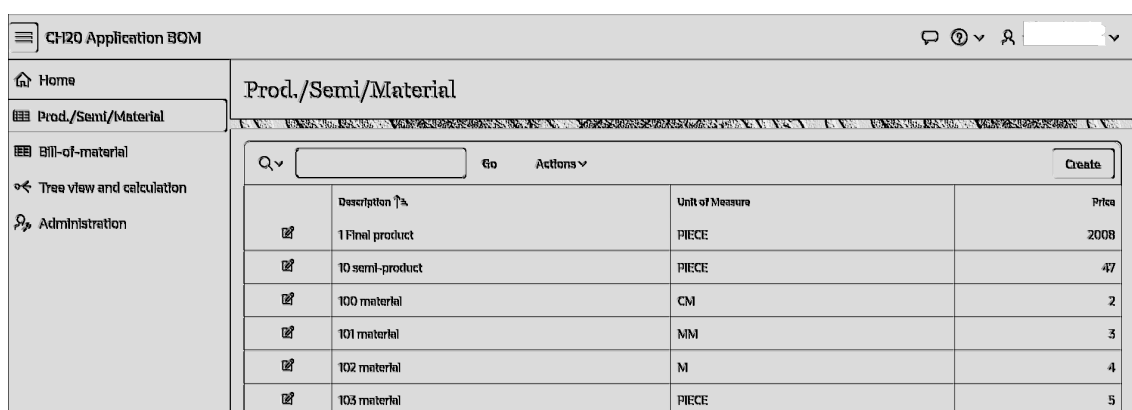 CH20 Application BOM
Home
Prod./Semi/Material
Bill-of-material
Tree view and calculation
Administration
Prod./Semi/Material
Go Actions Create
Description Unit of Measure Price
1 Final product PIECE 2008
10 semi-product PIECE 47
100 material CM 2
101 material MM 3
102 material M 4
103 material PIECE 5